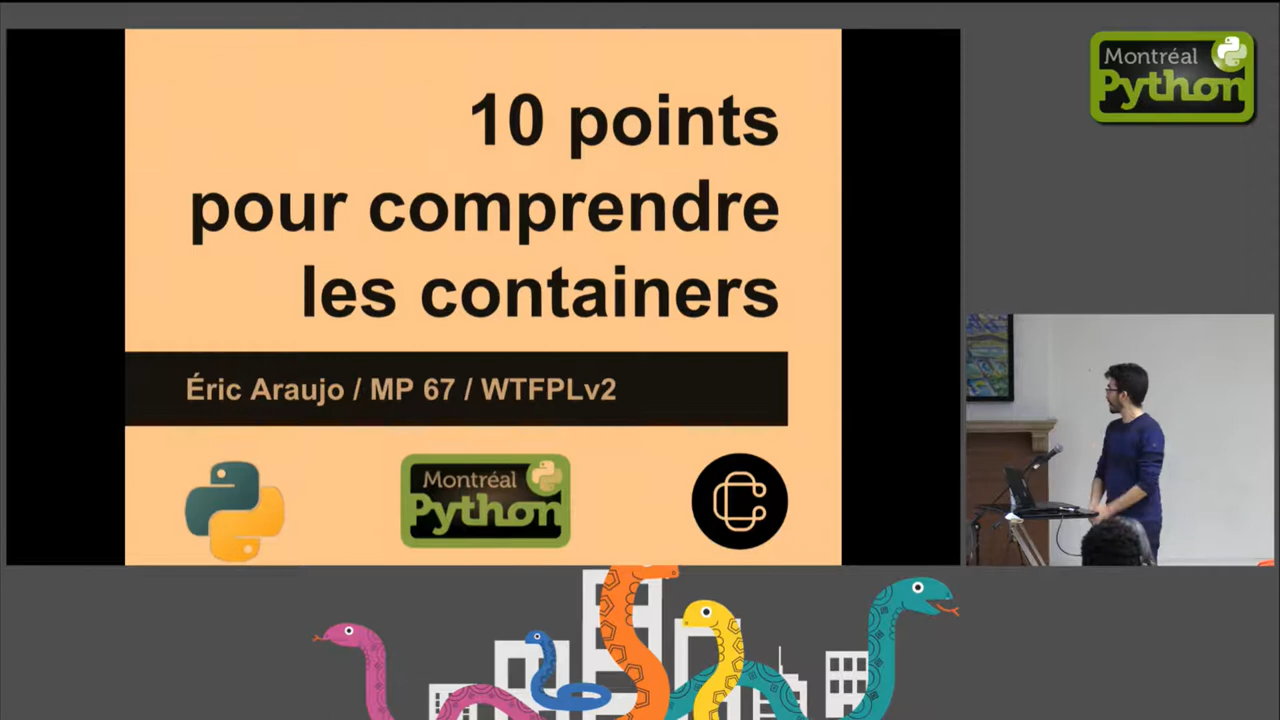 10 points
pour comprendre
les containers
Éric Araujo / MP 67 / WTFPLv2
Montréal
Python
Montréal
Python